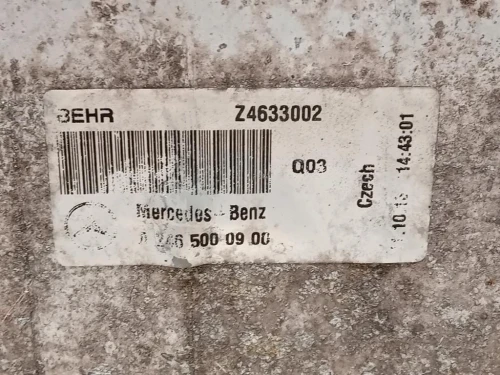 BEHR Z4633002
Q03
Mercedes-Benz
500 09 00
Czech
14:43:01